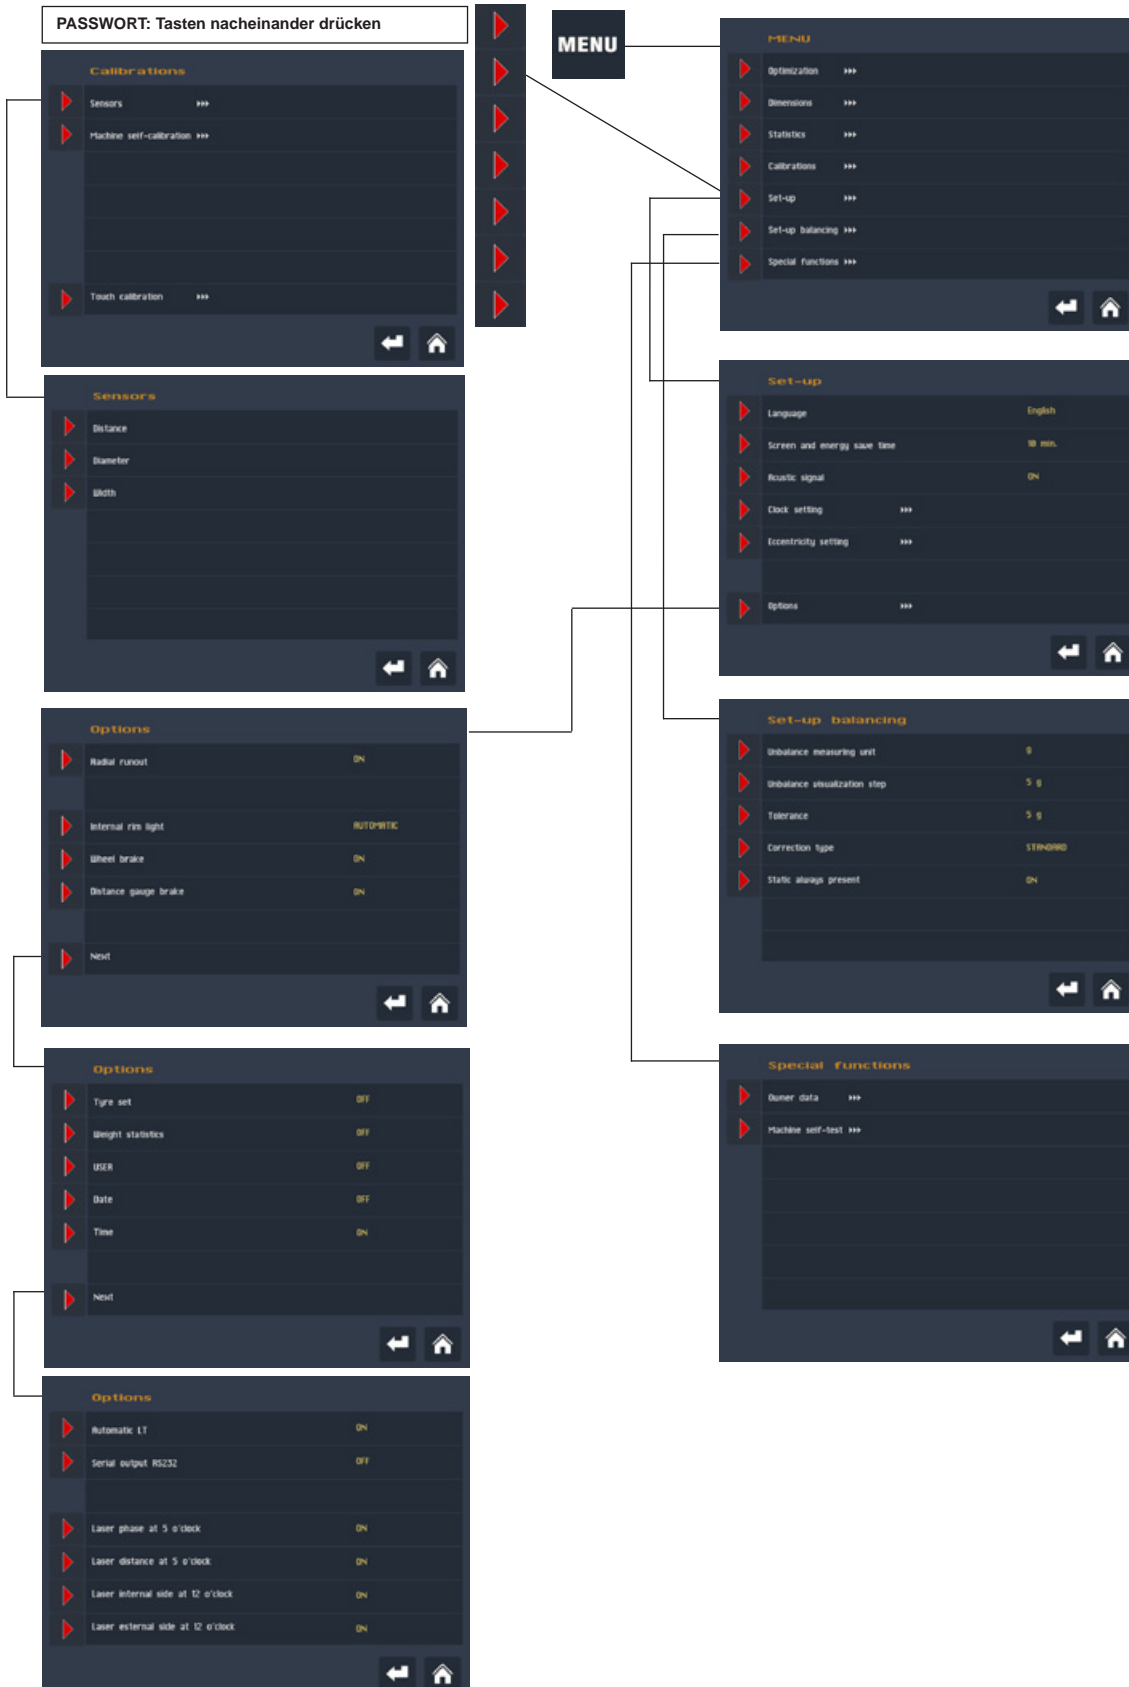 PASSWORT: Tasten nacheinander drücken
MENU
Calibrations
Sensors
Machine self-calibration
Touch calibration
Sensors
Distance
Diameter
Width
Options
Radial runout ON
Internal rim light AUTOMATIC
Wheel brake ON
Distance gauge brake ON
Next
Options
Tyre set OFF
Weight statistics OFF
USER OFF
Date OFF
Time ON
Next
Options
Automatic LT ON
Serial output RS232 OFF
Laser phase at 5 o'clock ON
Laser distance at 5 o'clock ON
Laser internal side at 12 o'clock ON
Laser esternal side at 12 o'clock ON
MENU
Optimization
Dimensions
Statistics
Calibrations
Set-up
Set-up balancing
Special functions
Set-up
Language English
Screen and energy save time 10 min.
Acustic signal ON
Clock setting
Eccentricity setting
Options
Set-up balancing
Unbalance measuring unit g
Unbalance visualization step 5 g
Tolerance 5 g
Correction type STANDARD
Static always present ON
Special functions
Owner data
Machine self-test